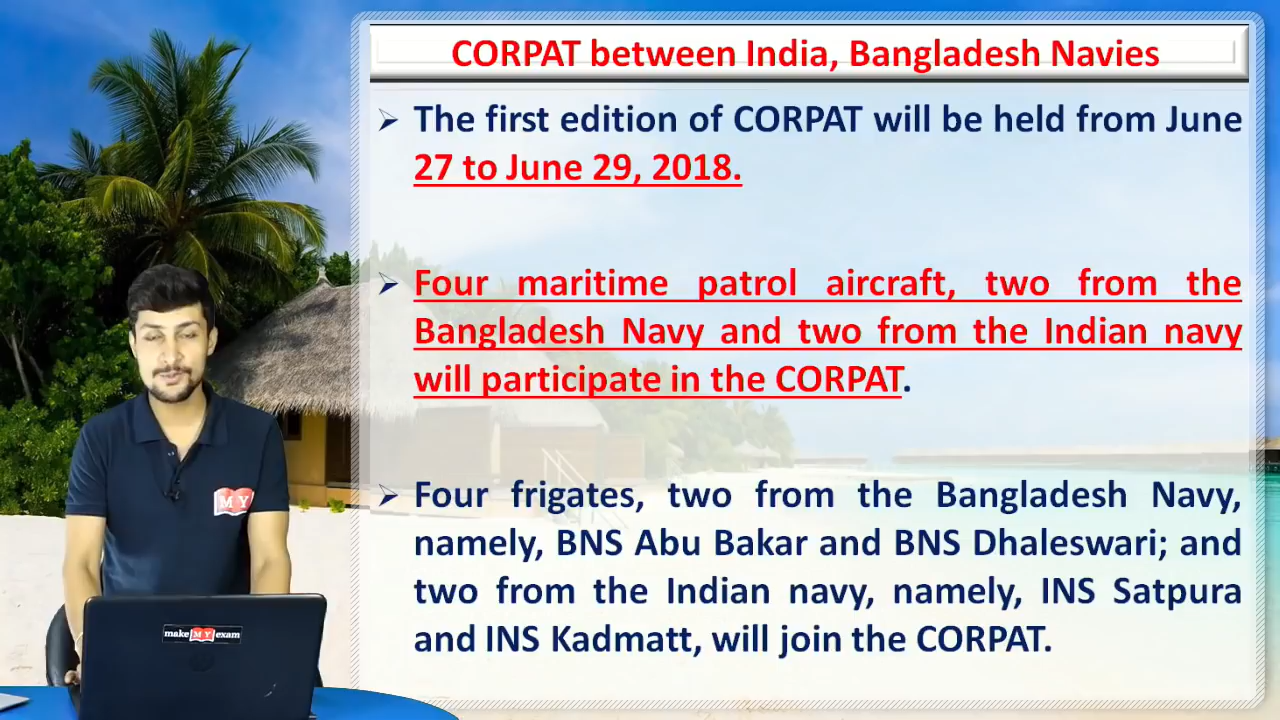 CORPAT between India, Bangladesh Navies
The first edition of CORPAT will be held from June
27 to June 29, 2018.
Four maritime patrol aircraft, two from the
Bangladesh Navy and two from the Indian navy
will participate in the CORPAT.
Four frigates, two from the Bangladesh Navy,
namely, BNS Abu Bakar and BNS Dhaleswari; and
two from the Indian navy, namely, INS Satpura
and INS Kadmatt, will join the CORPAT.
MY
make MY exam